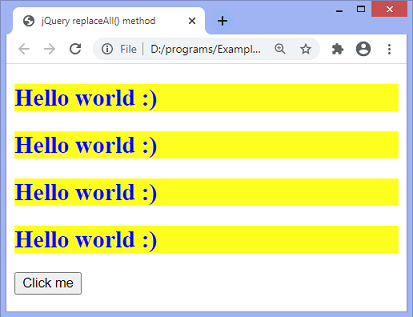 jQuery replaceAll() method
File | D:/programs/Exampl...
Hello world :)
Hello world :)
Hello world :)
Hello world :)
Click me